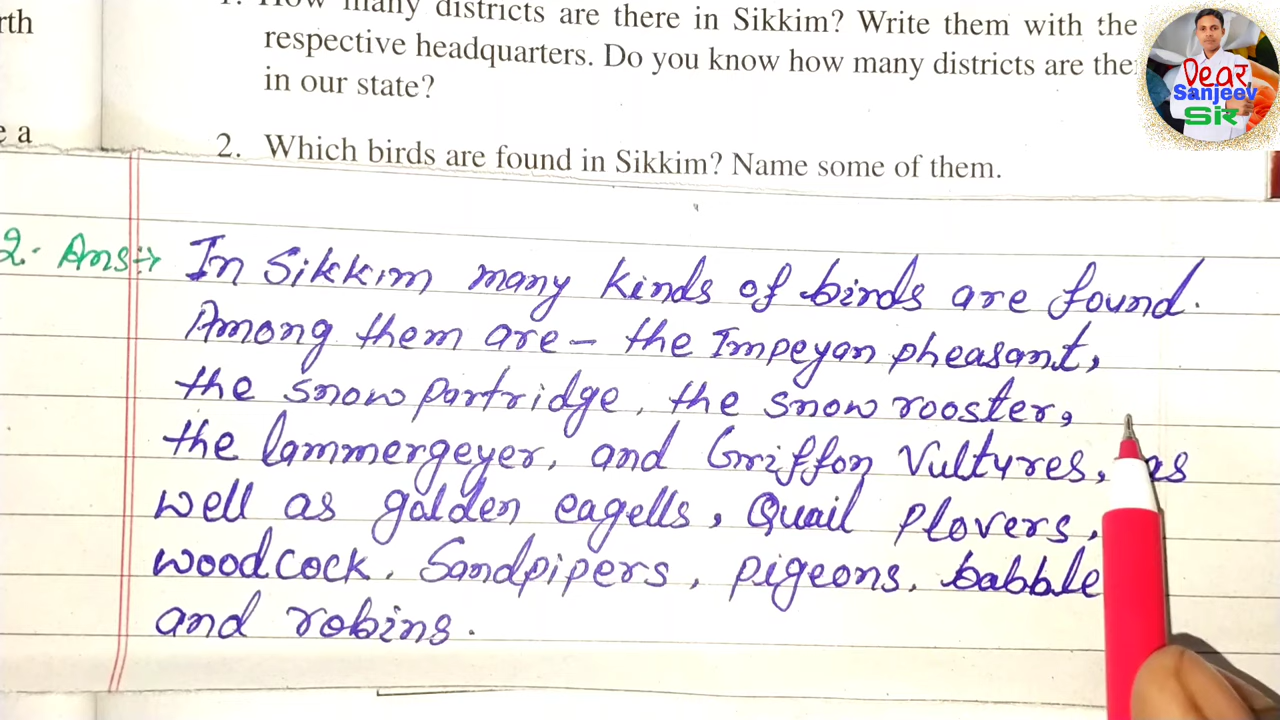 rth
1. How many districts are there in Sikkim? Write them with the
respective headquarters. Do you know how many districts are the
in our state?
e a
2. Which birds are found in Sikkim? Name some of them.
Dear
Sanjeev
Sir
2. Ans:→ In Sikkim many kinds of birds are found.
Among them are – the Impeyan pheasant,
the snow partridge, the snow rooster,
the lammergeyer, and Griffon Vultures, as
well as golden eagells, Quail Plovers,
woodcock, Sandpipers, pigeons, babble
and robins.